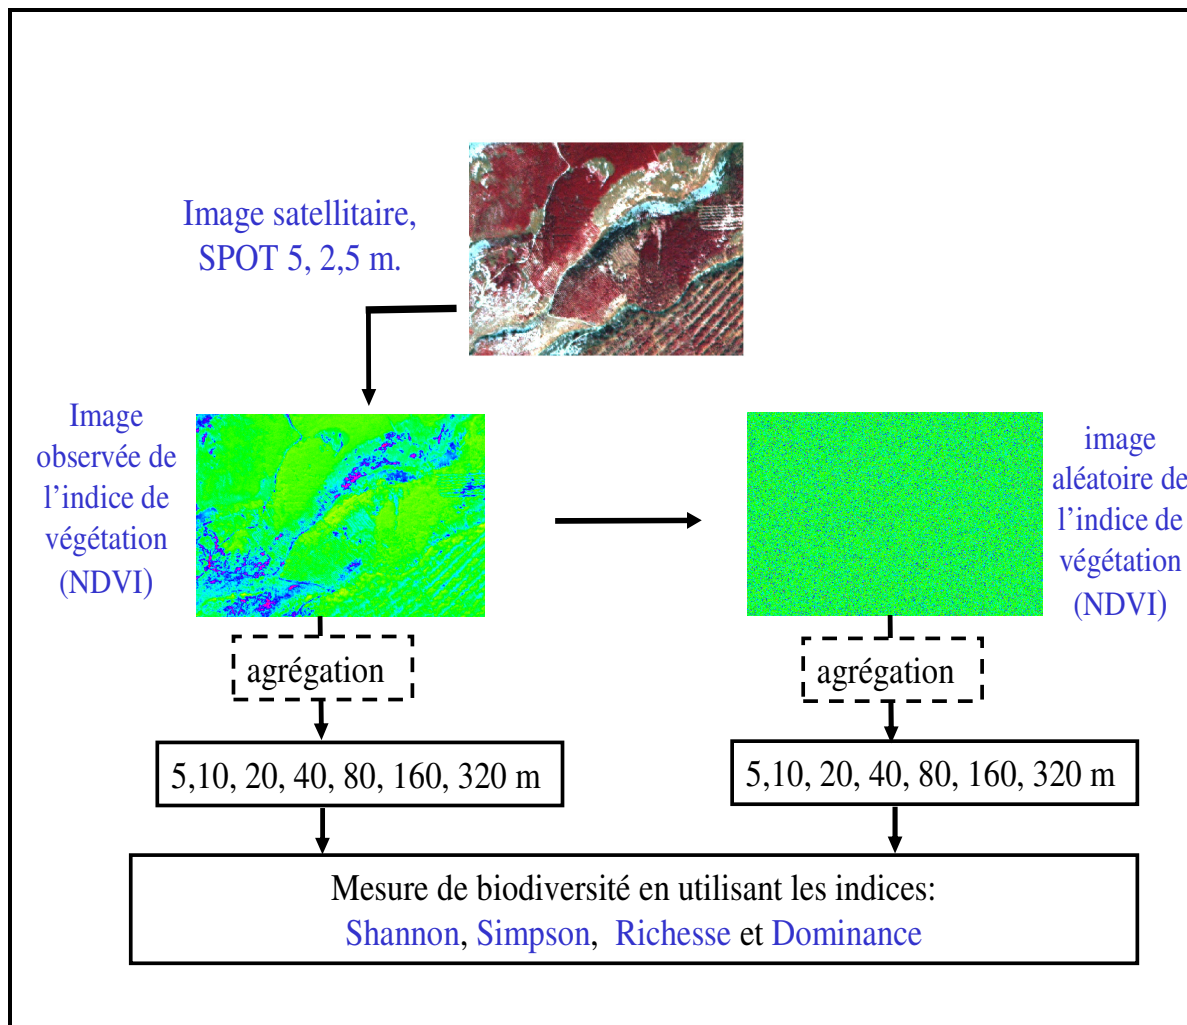 Image satellitaire,
SPOT 5, 2,5 m.
Image
observée de
l’indice de
végétation
(NDVI)
image
aléatoire de
l’indice de
végétation
(NDVI)
agrégation
agrégation
5,10, 20, 40, 80, 160, 320 m
5,10, 20, 40, 80, 160, 320 m
Mesure de biodiversité en utilisant les indices:
Shannon, Simpson, Richesse et Dominance